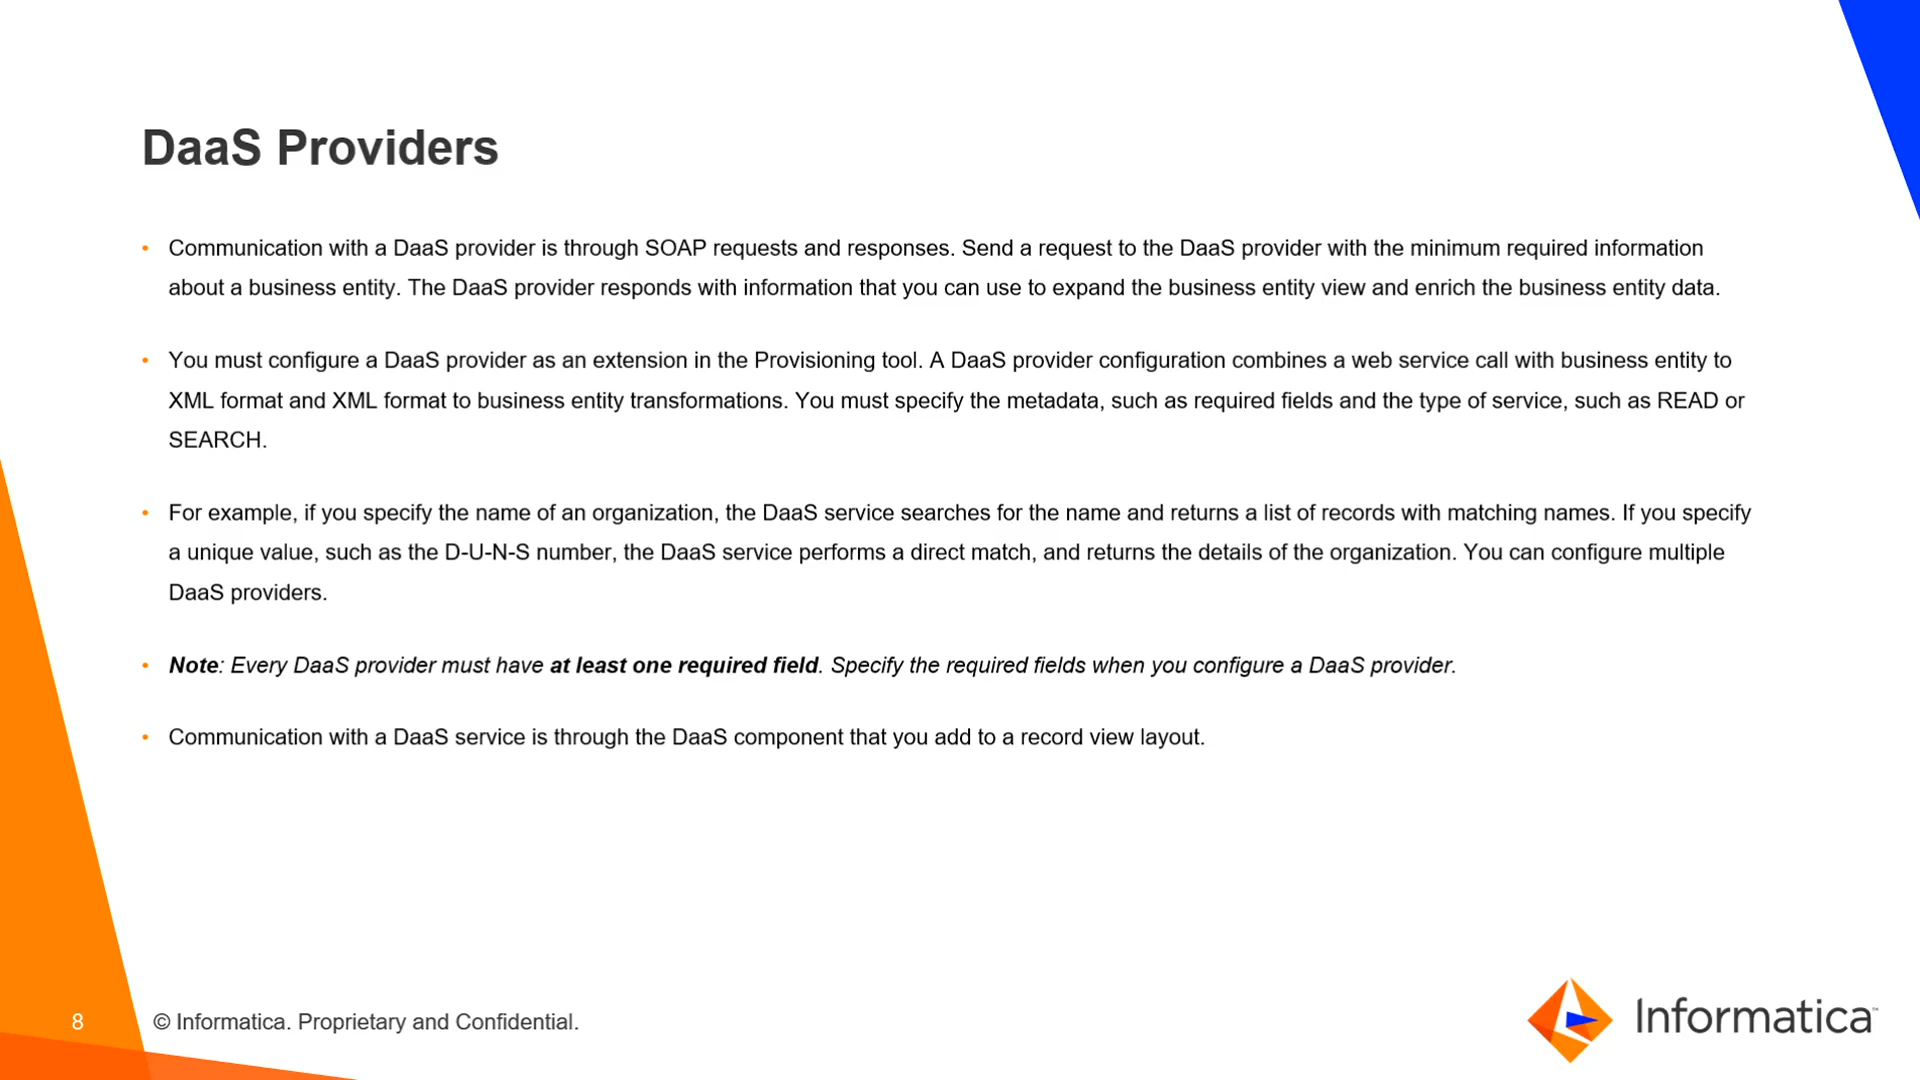 DaaS Providers
• Communication with a DaaS provider is through SOAP requests and responses. Send a request to the DaaS provider with the minimum required information
about a business entity. The DaaS provider responds with information that you can use to expand the business entity view and enrich the business entity data.
• You must configure a DaaS provider as an extension in the Provisioning tool. A DaaS provider configuration combines a web service call with business entity to
XML format and XML format to business entity transformations. You must specify the metadata, such as required fields and the type of service, such as READ or
SEARCH.
• For example, if you specify the name of an organization, the DaaS service searches for the name and returns a list of records with matching names. If you specify
a unique value, such as the D-U-N-S number, the DaaS service performs a direct match, and returns the details of the organization. You can configure multiple
DaaS providers.
• Note: Every DaaS provider must have at least one required field. Specify the required fields when you configure a DaaS provider.
• Communication with a DaaS service is through the DaaS component that you add to a record view layout.
8
© Informatica. Proprietary and Confidential.
Informatica™